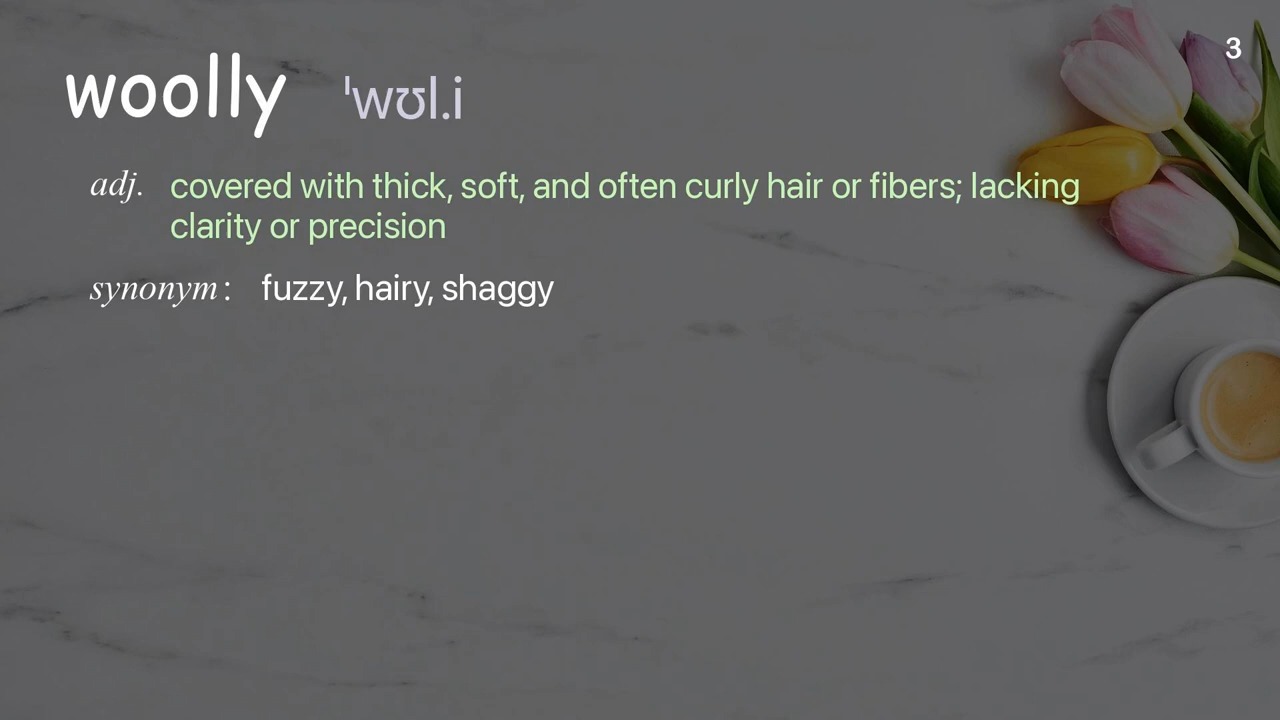 3
woolly ˈwʊl.i
adj. covered with thick, soft, and often curly hair or fibers; lacking
clarity or precision
synonym: fuzzy, hairy, shaggy